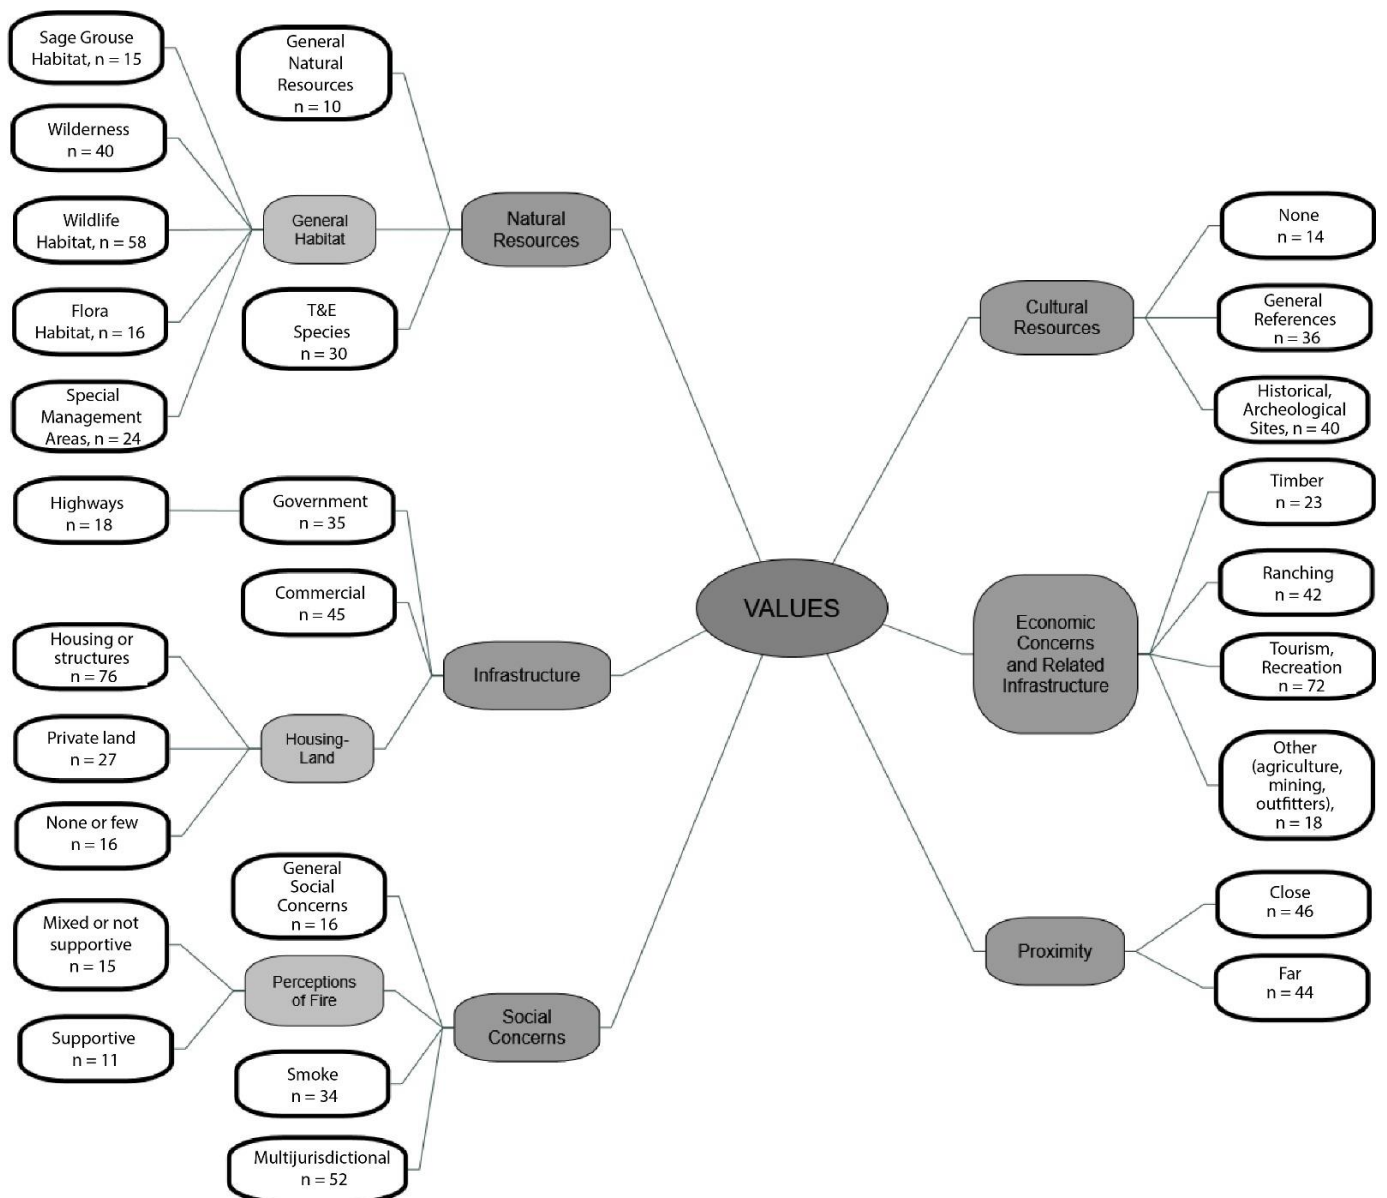 Sage Grouse
Habitat, n = 15
Wilderness
n = 40
Wildlife
Habitat, n = 58
Flora
Habitat, n = 16
Special
Management
Areas, n = 24
General
Natural
Resources
n = 10
General
Habitat
T&E
Species
n = 30
Natural
Resources
Highways
n = 18
Government
n = 35
Commercial
n = 45
Housing or
structures
n = 76
Private land
n = 27
None or few
n = 16
Housing-
Land
Infrastructure
General
Social
Concerns
n = 16
Mixed or not
supportive
n = 15
Supportive
n = 11
Perceptions
of Fire
Smoke
n = 34
Multijurisdictional
n = 52
Social
Concerns
VALUES
Cultural
Resources
None
n = 14
General
References
n = 36
Historical,
Archeological
Sites, n = 40
Economic
Concerns
and Related
Infrastructure
Timber
n = 23
Ranching
n = 42
Tourism,
Recreation
n = 72
Other
(agriculture,
mining,
outfitters),
n = 18
Proximity
Close
n = 46
Far
n = 44